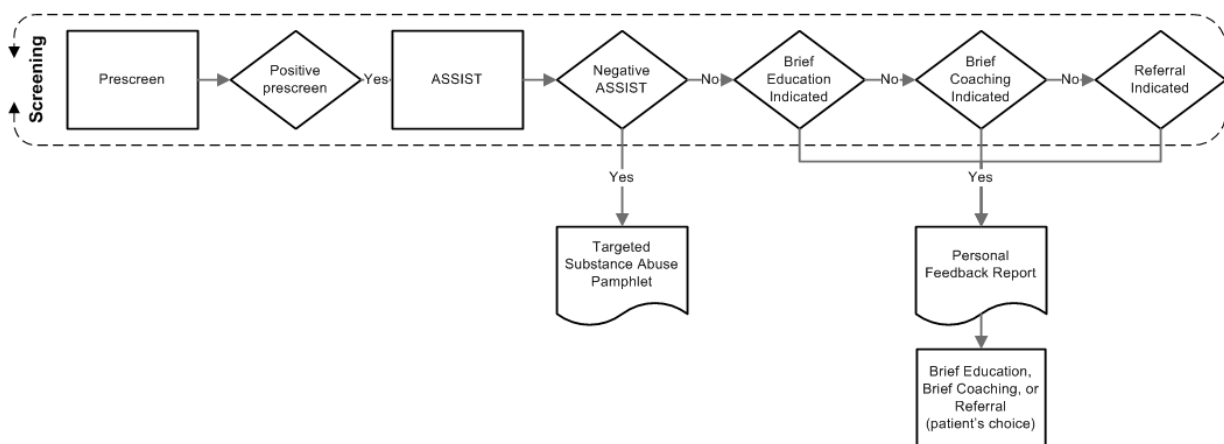 Screening
Prescreen
Positive
prescreen
Yes
ASSIST
Negative
ASSIST
No
Brief
Education
Indicated
No
Brief
Coaching
Indicated
No
Referral
Indicated
Yes
Yes
Targeted
Substance Abuse
Pamphlet
Personal
Feedback Report
Brief Education,
Brief Coaching, or
Referral
(patient's choice)